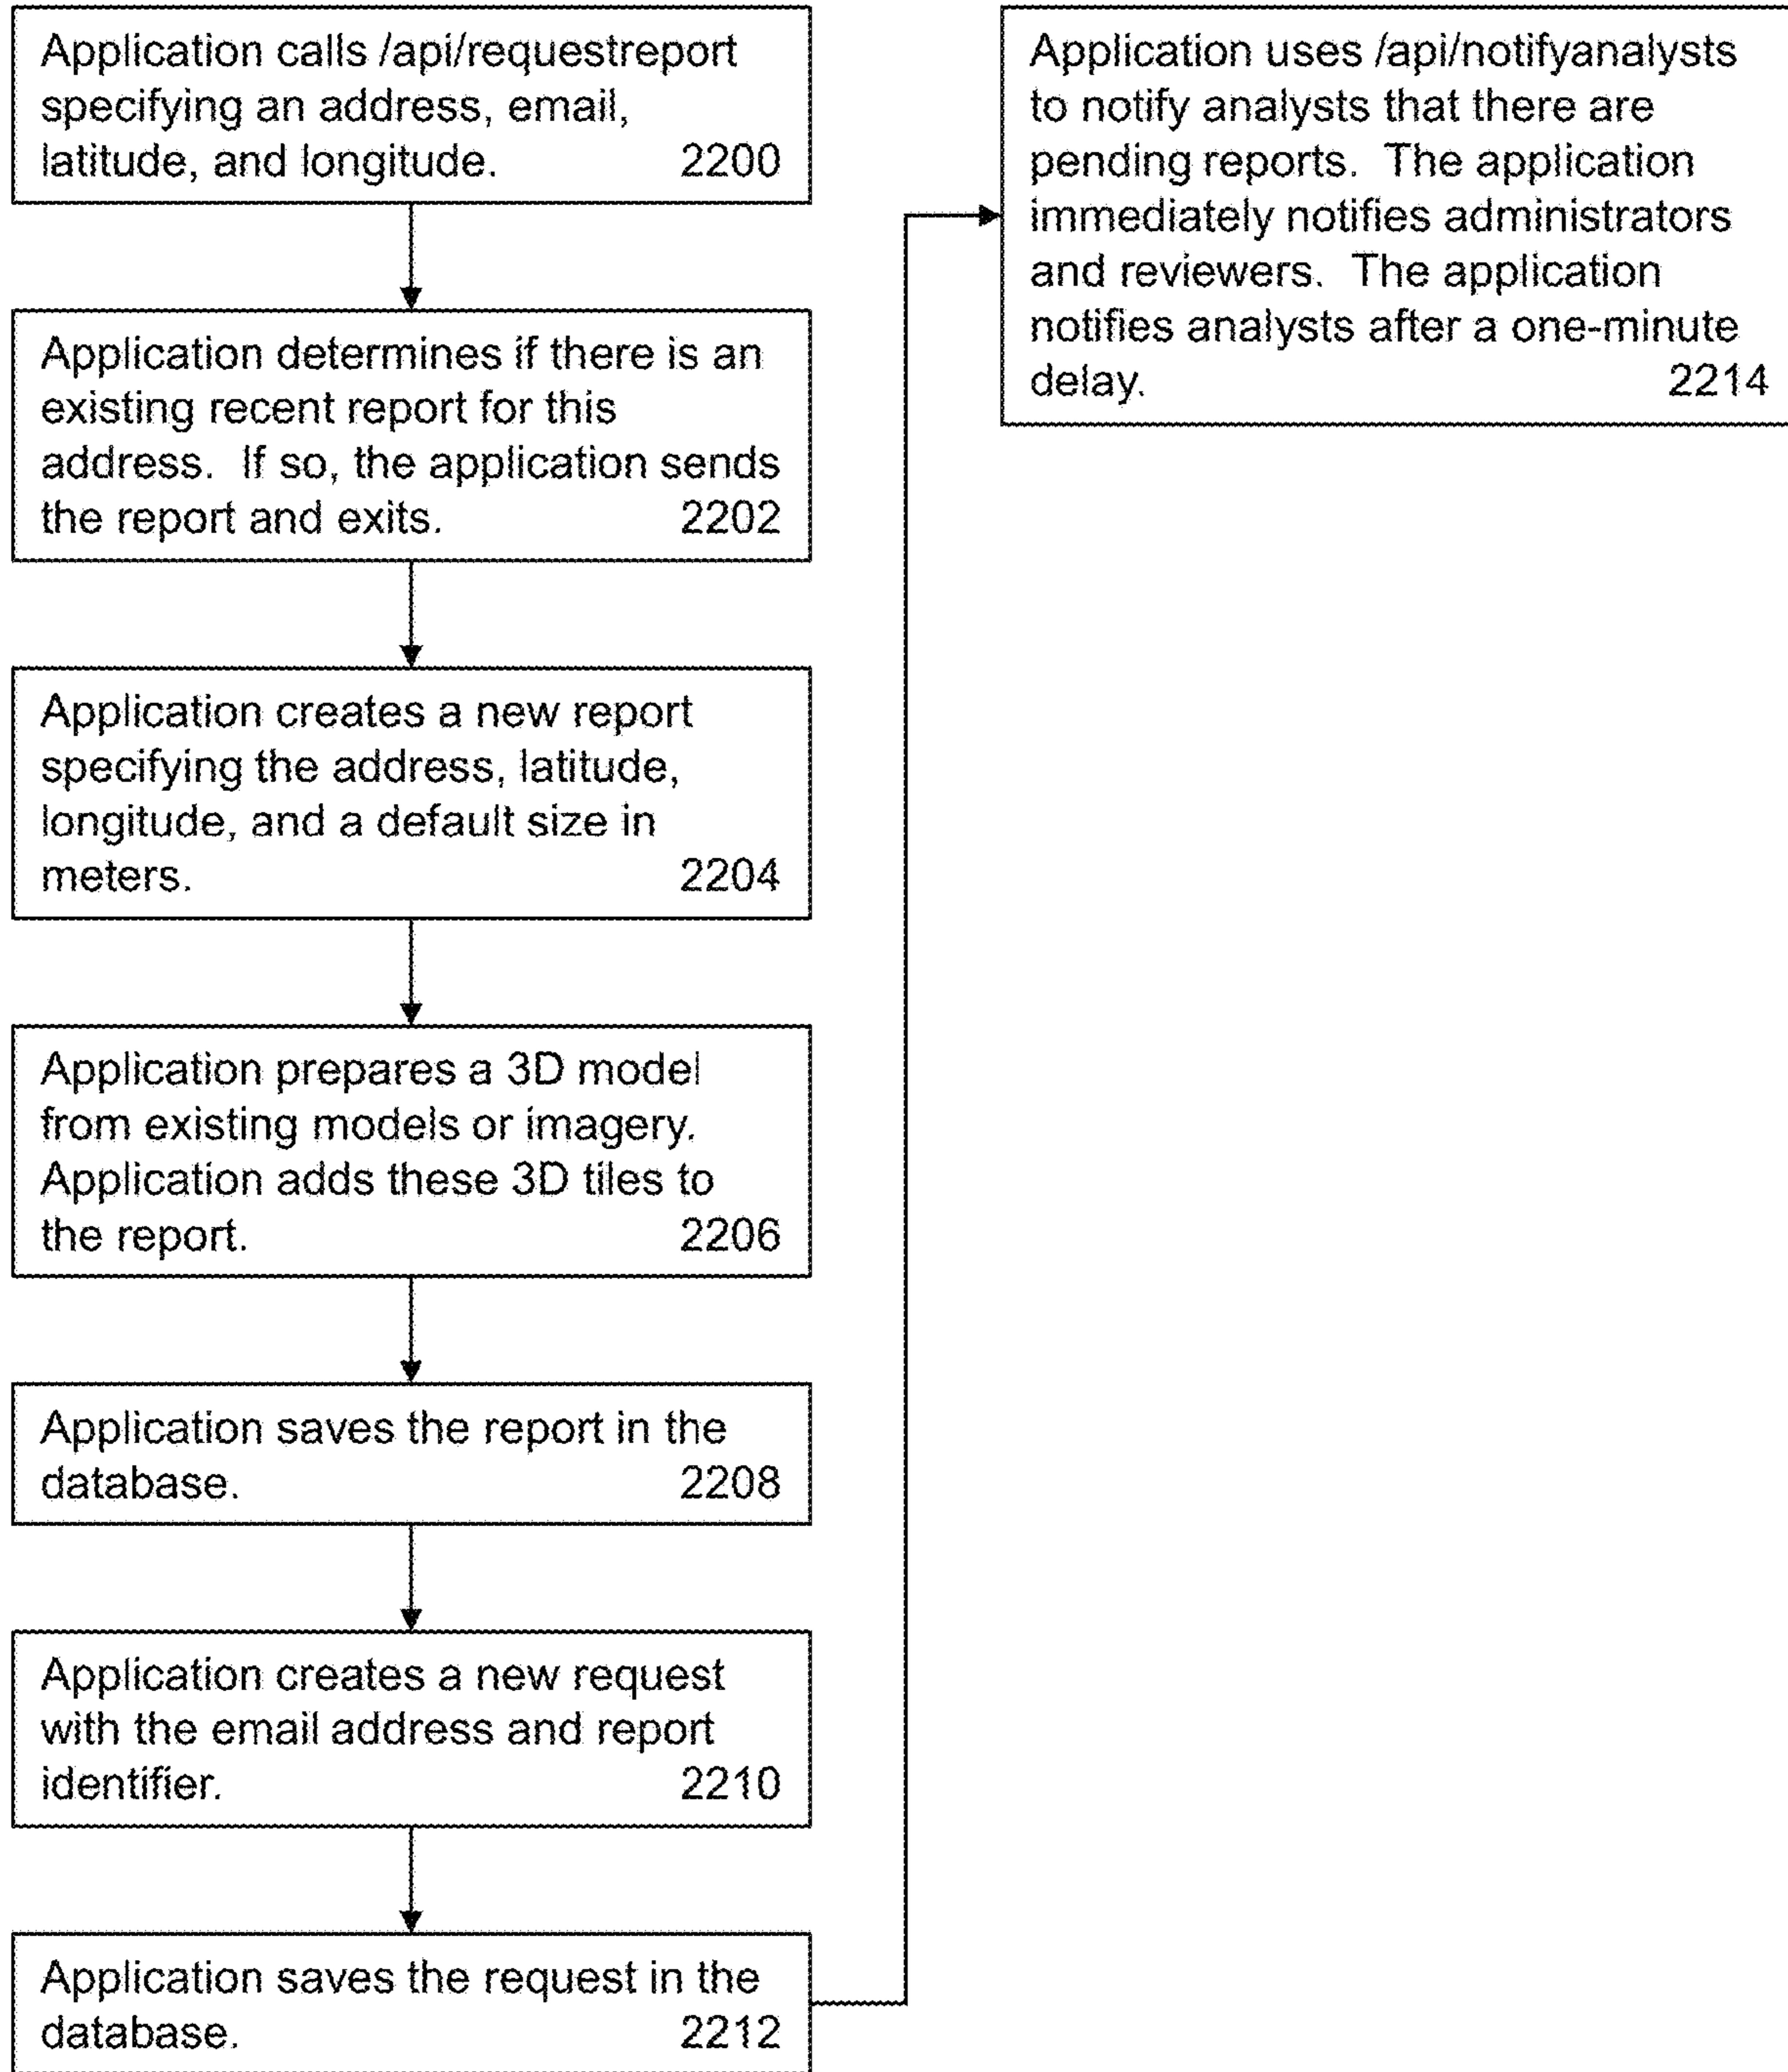 Application calls /api/requestreport
specifying an address, email,
latitude, and longitude. 2200
Application determines if there is an
existing recent report for this
address. If so, the application sends
the report and exits. 2202
Application creates a new report
specifying the address, latitude,
longitude, and a default size in
meters. 2204
Application prepares a 3D model
from existing models or imagery.
Application adds these 3D tiles to
the report. 2206
Application saves the report in the
database. 2208
Application creates a new request
with the email address and report
identifier. 2210
Application saves the request in the
database. 2212
Application uses /api/notifyanalysts
to notify analysts that there are
pending reports. The application
immediately notifies administrators
and reviewers. The application
notifies analysts after a one-minute
delay. 2214